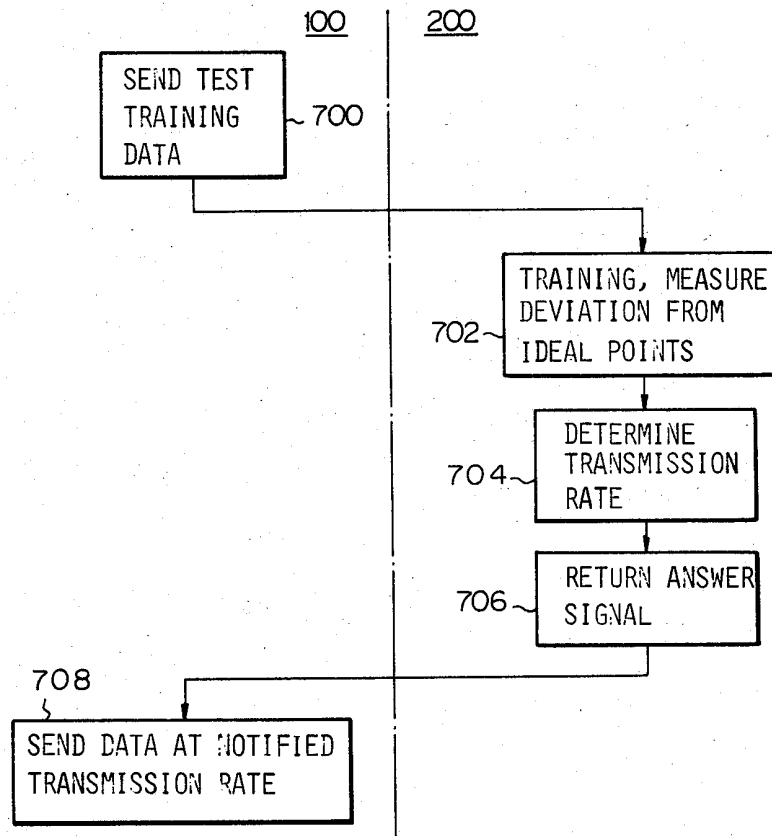 100 200
SEND TEST
TRAINING
DATA
700
TRAINING, MEASURE
DEVIATION FROM
IDEAL POINTS
702
DETERMINE
TRANSMISSION
RATE
704
RETURN ANSWER
SIGNAL
706
708
SEND DATA AT NOTIFIED
TRANSMISSION RATE